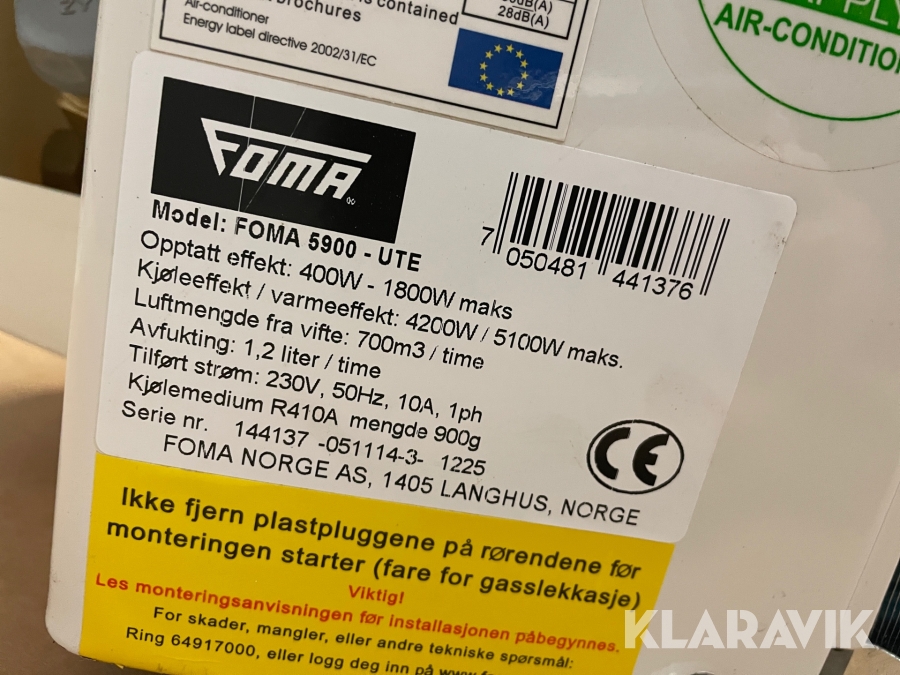 contained
brochures
Air-conditioner
Energy label directive 2002/31/EC
28dB(A)
AIR-CONDITIO
FOMA
Model: FOMA 5900 - UTE
Opptatt effekt: 400W - 1800W maks
Kjøleeffekt / varmeeffekt: 4200W / 5100W maks.
Luftmengde fra vifte: 700m3 / time
Avfukting: 1,2 liter / time
Tilført strøm: 230V, 50Hz, 10A, 1ph
Kjølemedium R410A mengde 900g
Serie nr. 144137 -051114-3- 1225
FOMA NORGE AS, 1405 LANGHUS, NORGE
7 050481 441376
CE
Ikke fjern plastpluggene på rørendene før
monteringen starter (fare for gasslekkasje)
Viktig!
Les monteringsanvisningen før installasjonen påbegynnes.
For skader, mangler, eller andre tekniske spørsmål:
Ring 64917000, eller logg deg inn på
KLARAVIK